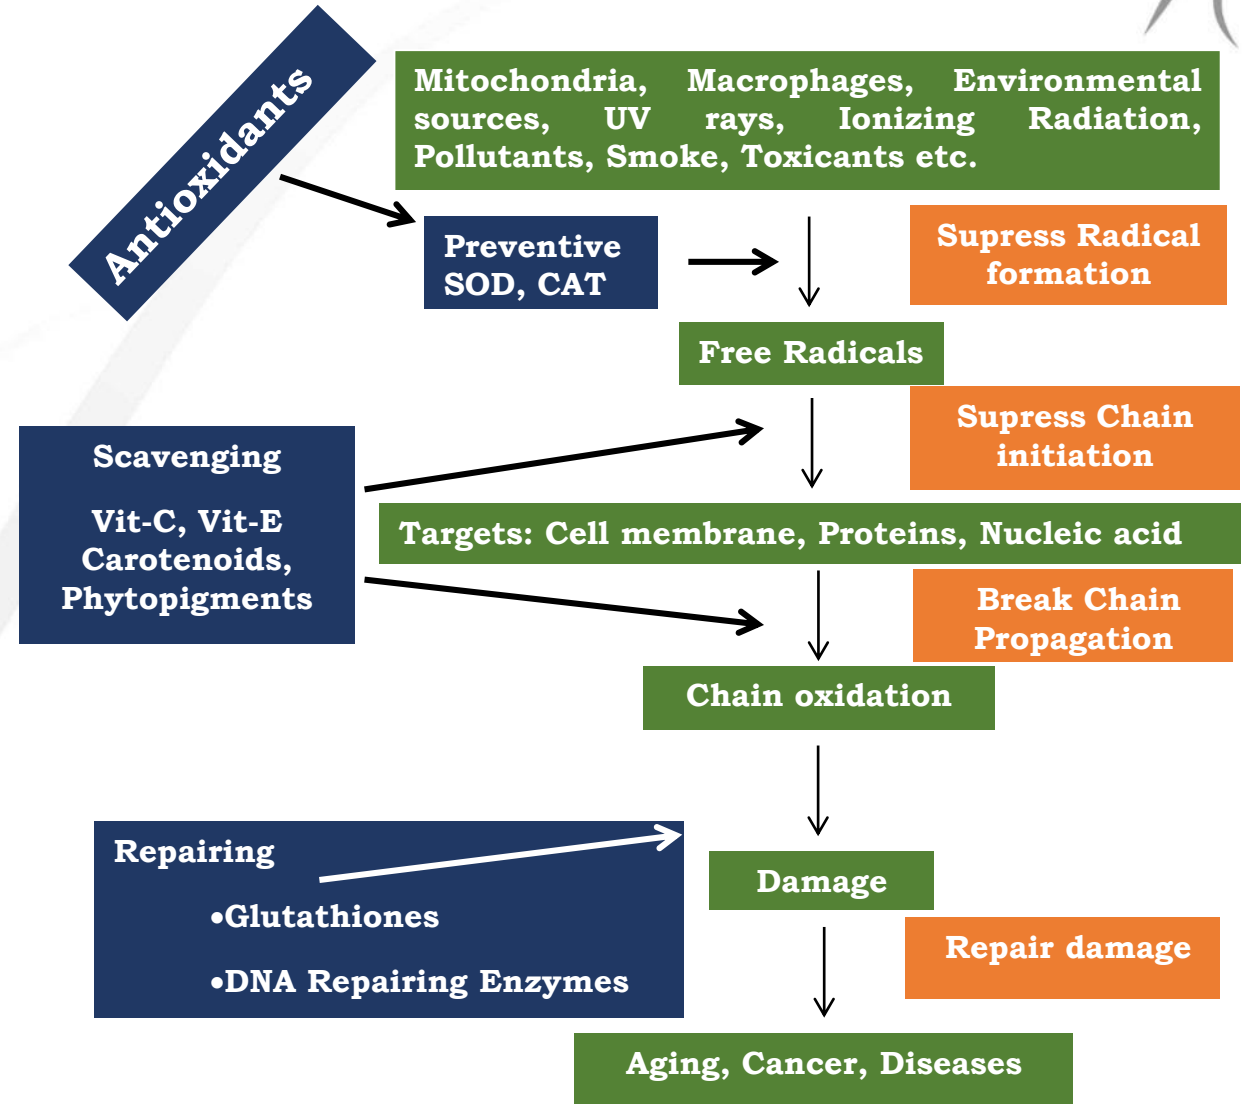 Antioxidants
Mitochondria, Macrophages, Environmental
sources, UV rays, Ionizing Radiation,
Pollutants, Smoke, Toxicants etc.
Preventive
SOD, CAT
Supress Radical
formation
Free Radicals
Supress Chain
initiation
Scavenging
Vit-C, Vit-E
Carotenoids,
Phytopigments
Targets: Cell membrane, Proteins, Nucleic acid
Break Chain
Propagation
Chain oxidation
Repairing
•Glutathiones
•DNA Repairing Enzymes
Damage
Repair damage
Aging, Cancer, Diseases